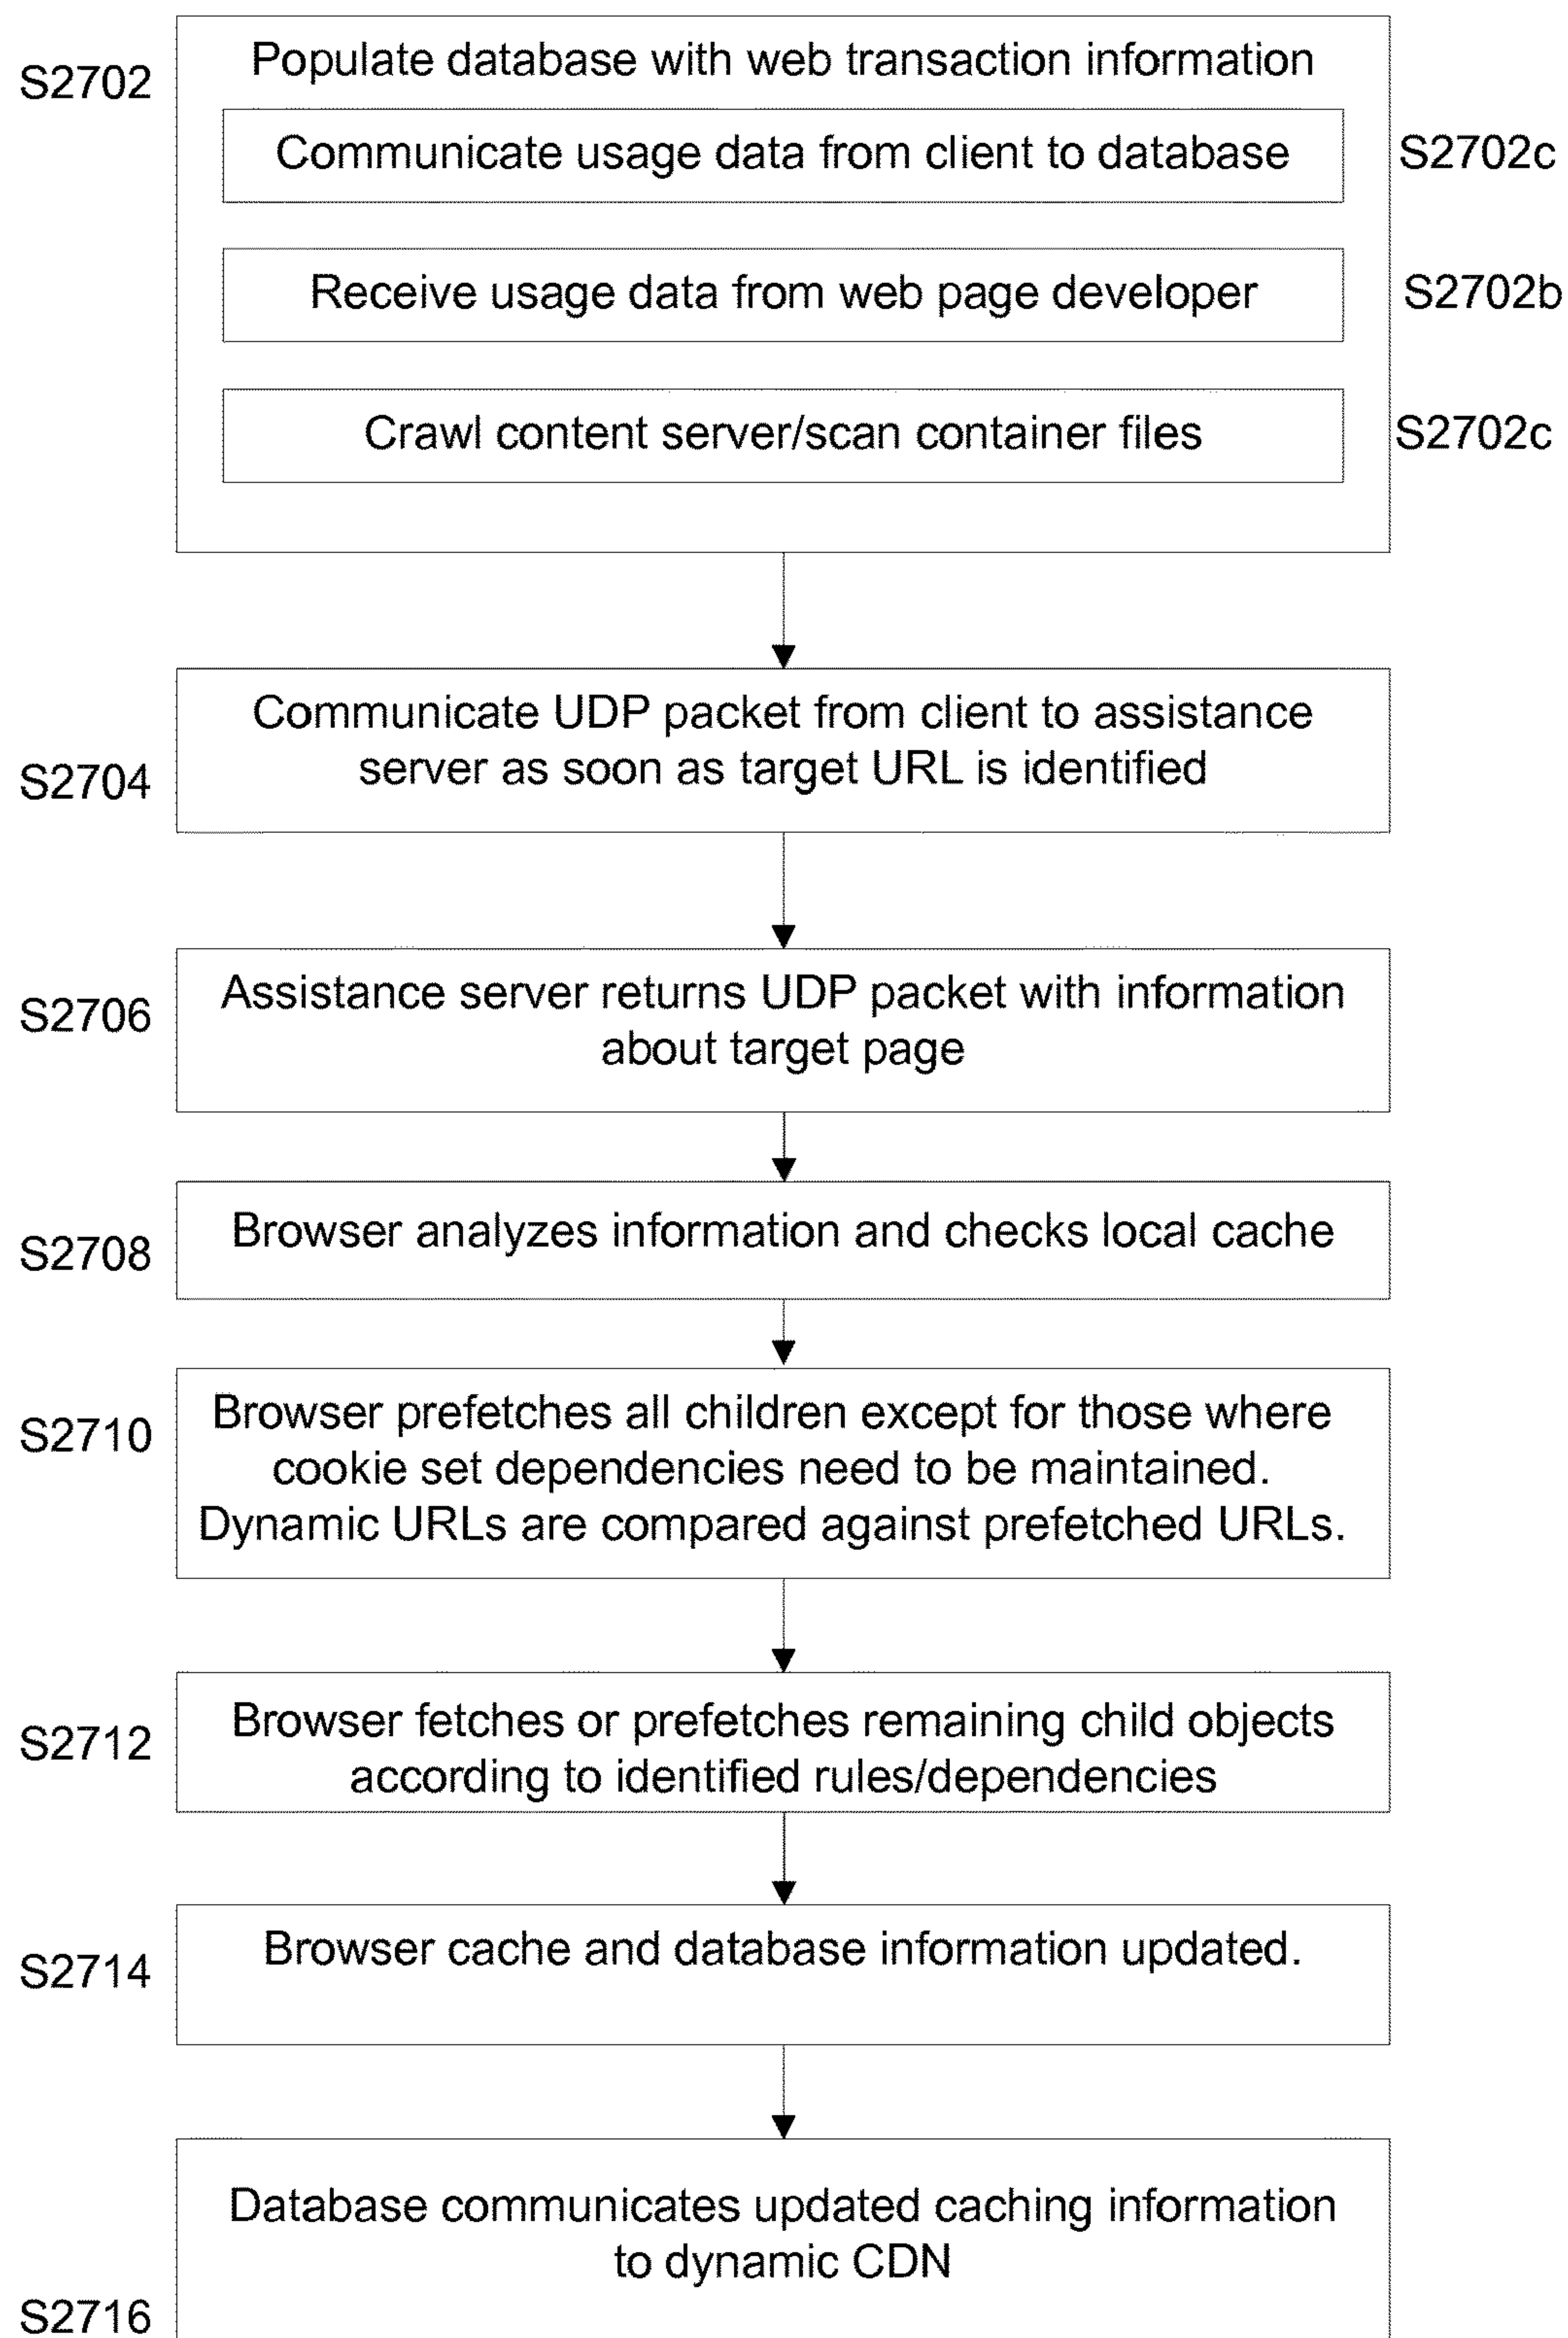 S2702
Populate database with web transaction information
Communicate usage data from client to database
S2702c
Receive usage data from web page developer
S2702b
Crawl content server/scan container files
S2702c
S2704
Communicate UDP packet from client to assistance
server as soon as target URL is identified
S2706
Assistance server returns UDP packet with information
about target page
S2708
Browser analyzes information and checks local cache
S2710
Browser prefetches all children except for those where
cookie set dependencies need to be maintained.
Dynamic URLs are compared against prefetched URLs.
S2712
Browser fetches or prefetches remaining child objects
according to identified rules/dependencies
S2714
Browser cache and database information updated.
Database communicates updated caching information
to dynamic CDN
S2716